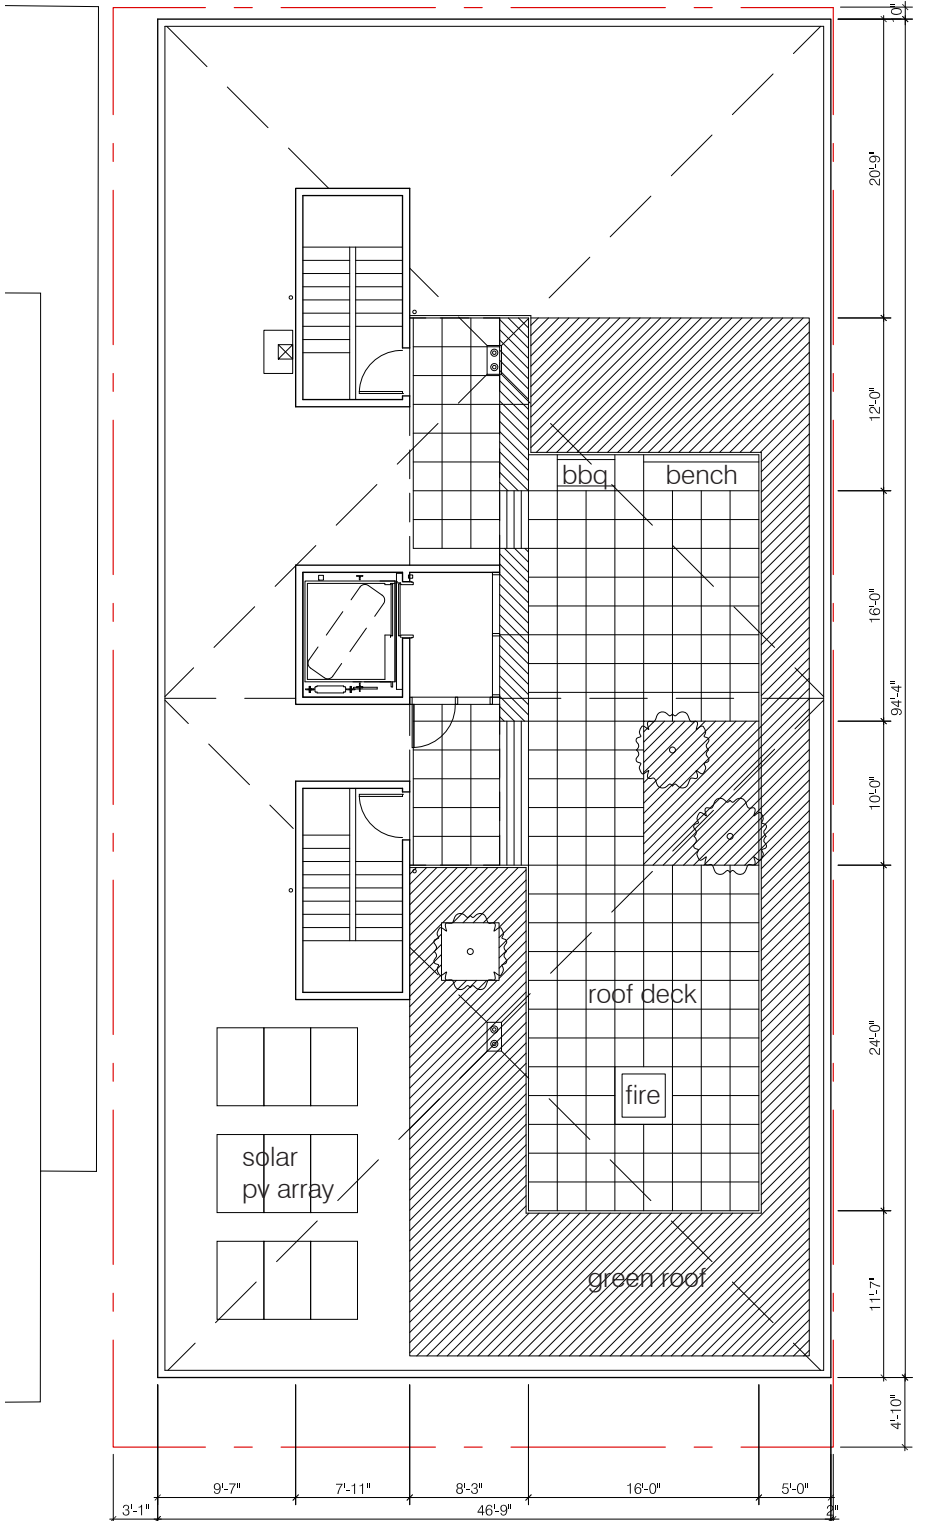 10"
20'-9"
12'-0"
bbq
bench
16'-0"
94'-4"
10'-0"
roof deck
24'-0"
fire
solar
pv array
green roof
11'-7"
4'-10"
9'-7"
7'-11"
8'-3"
16'-0"
5'-0"
3'-1"
46'-9"
2"